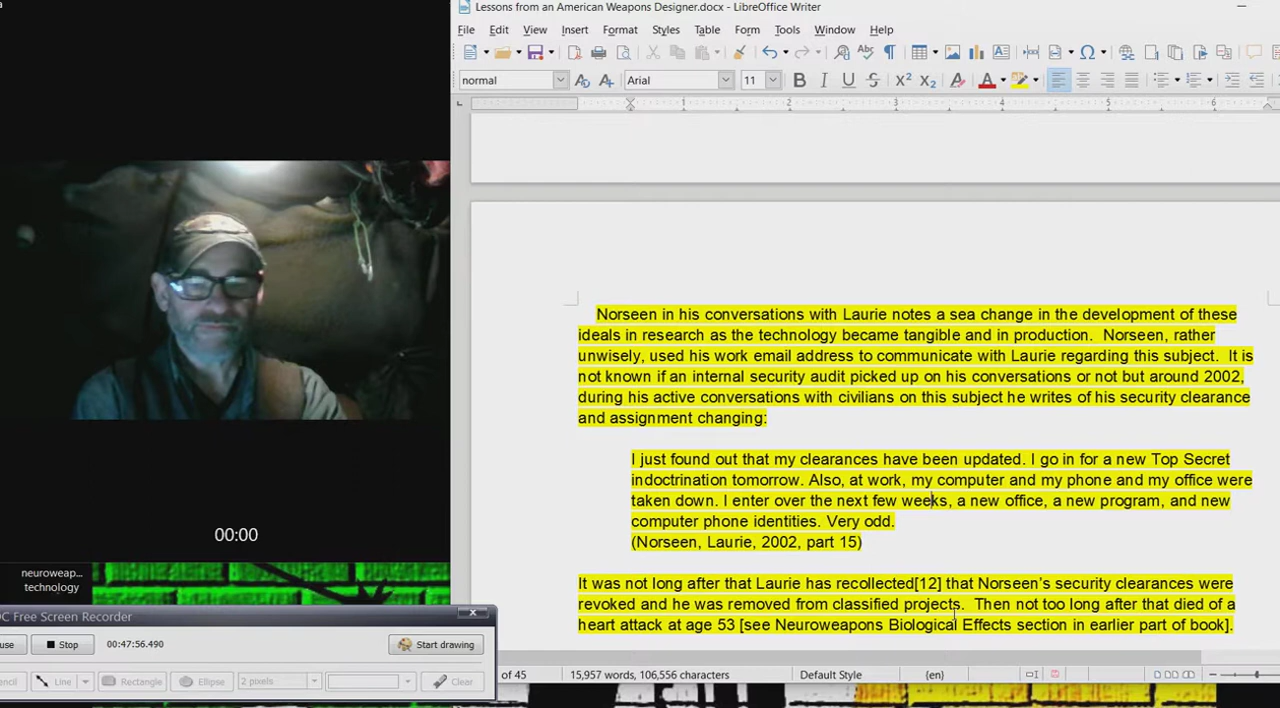 Lessons from an American Weapons Designer.docx - LibreOffice Writer
File Edit View Insert Format Styles Table Form Tools Window Help
normal Arial 11
1 2 3 4 5 6
Norseen in his conversations with Laurie notes a sea change in the development of these
ideals in research as the technology became tangible and in production.  Norseen, rather
unwisely, used his work email address to communicate with Laurie regarding this subject.  It is
not known if an internal security audit picked up on his conversations or not but around 2002,
during his active conversations with civilians on this subject he writes of his security clearance
and assignment changing:
I just found out that my clearances have been updated. I go in for a new Top Secret
indoctrination tomorrow. Also, at work, my computer and my phone and my office were
taken down. I enter over the next few weeks, a new office, a new program, and new
computer phone identities. Very odd.
(Norseen, Laurie, 2002, part 15)
It was not long after that Laurie has recollected[12] that Norseen’s security clearances were
revoked and he was removed from classified projects.  Then not too long after that died of a
heart attack at age 53 [see Neuroweapons Biological Effects section in earlier part of book].
of 45 15,957 words, 106,556 characters Default Style (en)
00:00
neuroweap...
technology
OC Free Screen Recorder
use Stop 00:47:56.490 Start drawing
encil Line Rectangle Ellipse 2 pixels Clear